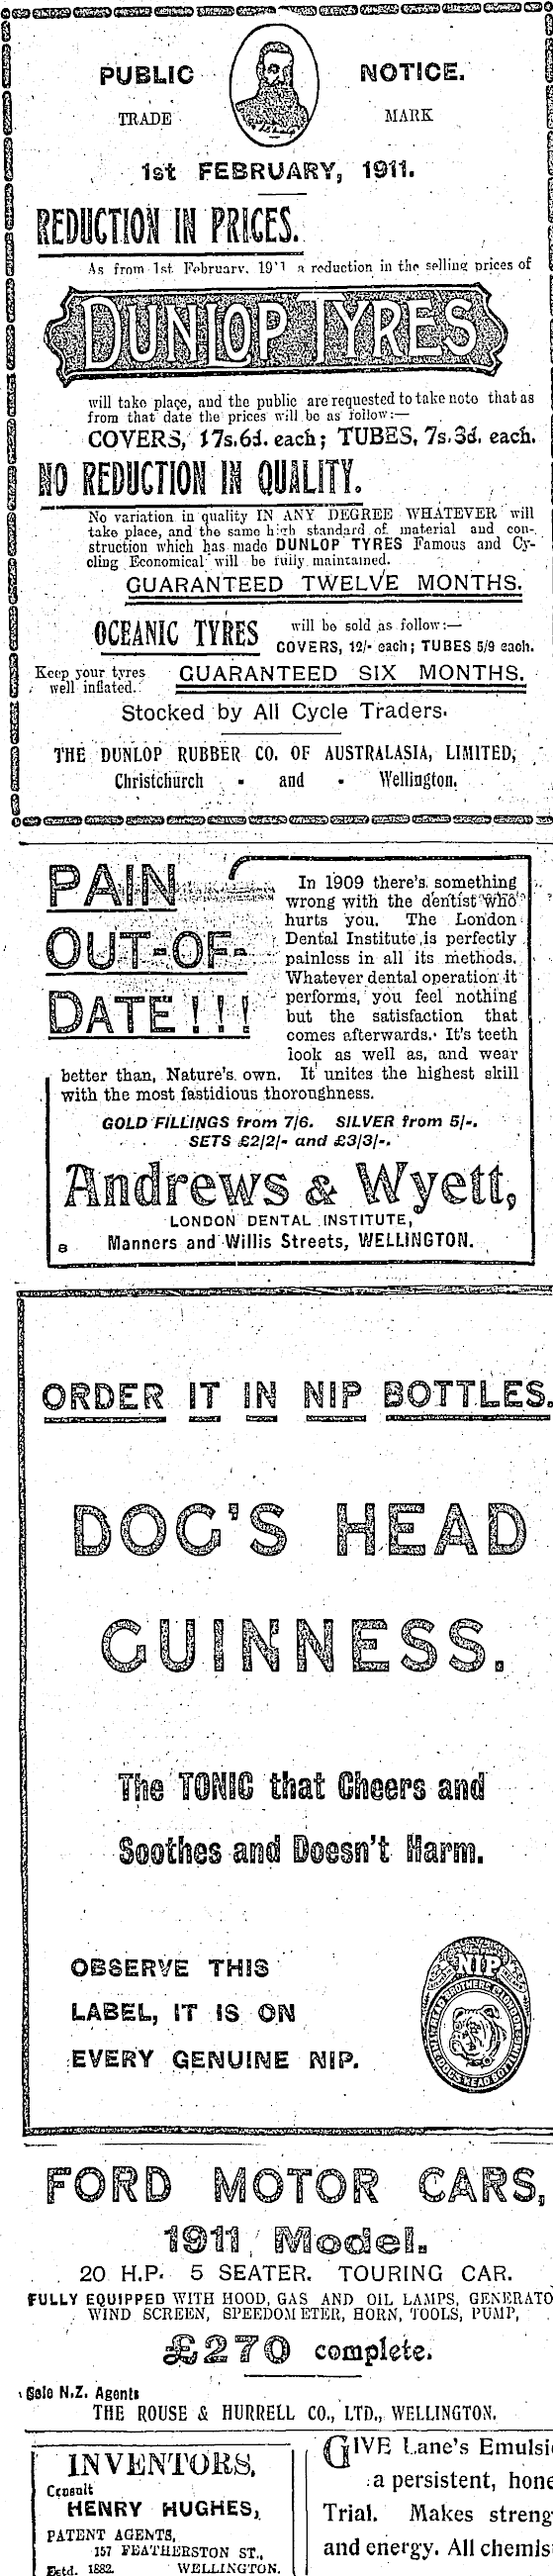 PUBLIC NOTICE.
TRADE MARK
1st FEBRUARY, 1911.
REDUCTION IN PRICES.
As from 1st February, 1911 a reduction in the selling prices of
DUNLOP TYRES
will take place, and the public are requested to take note that as
from that date the prices will be as follow:—
COVERS, 17s.6d. each; TUBES, 7s.3d. each.
NO REDUCTION IN QUALITY.
No variation in quality IN ANY DEGREE WHATEVER will
take place, and the same high standard of material and con-
struction which has made DUNLOP TYRES Famous and Cy-
cling Economical will be fully maintained.
GUARANTEED TWELVE MONTHS.
OCEANIC TYRES will be sold as follow:—
COVERS, 12/- each; TUBES 5/9 each.
Keep your tyres
well inflated.
GUARANTEED SIX MONTHS.
Stocked by All Cycle Traders.
THE DUNLOP RUBBER CO. OF AUSTRALASIA, LIMITED,
Christchurch - and - Wellington.
PAIN
OUT-OF-
DATE!!!
In 1909 there's something
wrong with the dentist who
hurts you. The London
Dental Institute is perfectly
painless in all its methods.
Whatever dental operation it
performs, you feel nothing
but the satisfaction that
comes afterwards. It's teeth
look as well as, and wear
better than, Nature's own. It unites the highest skill
with the most fastidious thoroughness.
GOLD FILLINGS from 7/6. SILVER from 5/-.
SETS £2/2/- and £3/3/-.
Andrews & Wyett,
LONDON DENTAL INSTITUTE,
8 Manners and Willis Streets, WELLINGTON.
ORDER IT IN NIP BOTTLES.
DOG'S HEAD
GUINNESS.
The TONIC that Cheers and
Soothes and Doesn't Harm.
OBSERVE THIS
LABEL, IT IS ON
EVERY GENUINE NIP.
NIP
READ BROTHERS LONDON
THE DOG'S HEAD BOTTLING
FORD MOTOR CARS,
1911 Model.
20 H.P. 5 SEATER. TOURING CAR.
FULLY EQUIPPED WITH HOOD, GAS AND OIL LAMPS, GENERATO
WIND SCREEN, SPEEDOMETER, HORN, TOOLS, PUMP,
£270 complete.
Sole N.Z. Agents
THE ROUSE & HURRELL CO., LTD., WELLINGTON.
INVENTORS,
Consult
HENRY HUGHES,
PATENT AGENTS,
157 FEATHERSTON ST.,
Estd. 1882. WELLINGTON.
GIVE Lane's Emulsi
a persistent, hone
Trial. Makes streng
and energy. All chemis